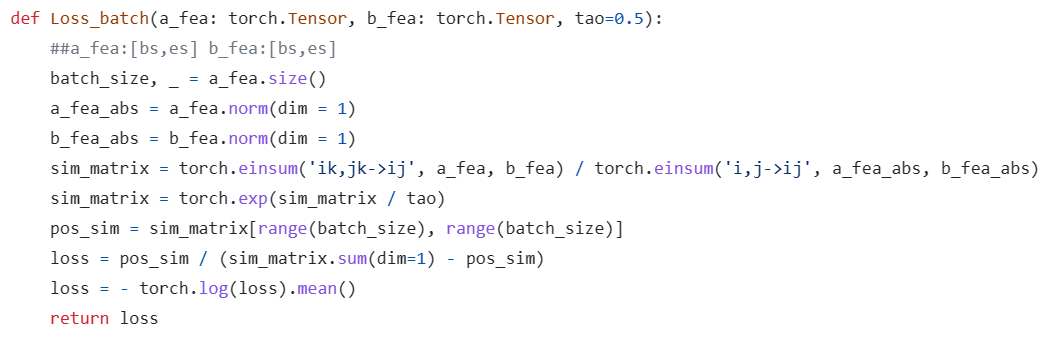 def Loss_batch(a_fea: torch.Tensor, b_fea: torch.Tensor, tao=0.5):
    ##a_fea:[bs,es] b_fea:[bs,es]
    batch_size, _ = a_fea.size()
    a_fea_abs = a_fea.norm(dim = 1)
    b_fea_abs = b_fea.norm(dim = 1)
    sim_matrix = torch.einsum('ik,jk->ij', a_fea, b_fea) / torch.einsum('i,j->ij', a_fea_abs, b_fea_abs)
    sim_matrix = torch.exp(sim_matrix / tao)
    pos_sim = sim_matrix[range(batch_size), range(batch_size)]
    loss = pos_sim / (sim_matrix.sum(dim=1) - pos_sim)
    loss = - torch.log(loss).mean()
    return loss